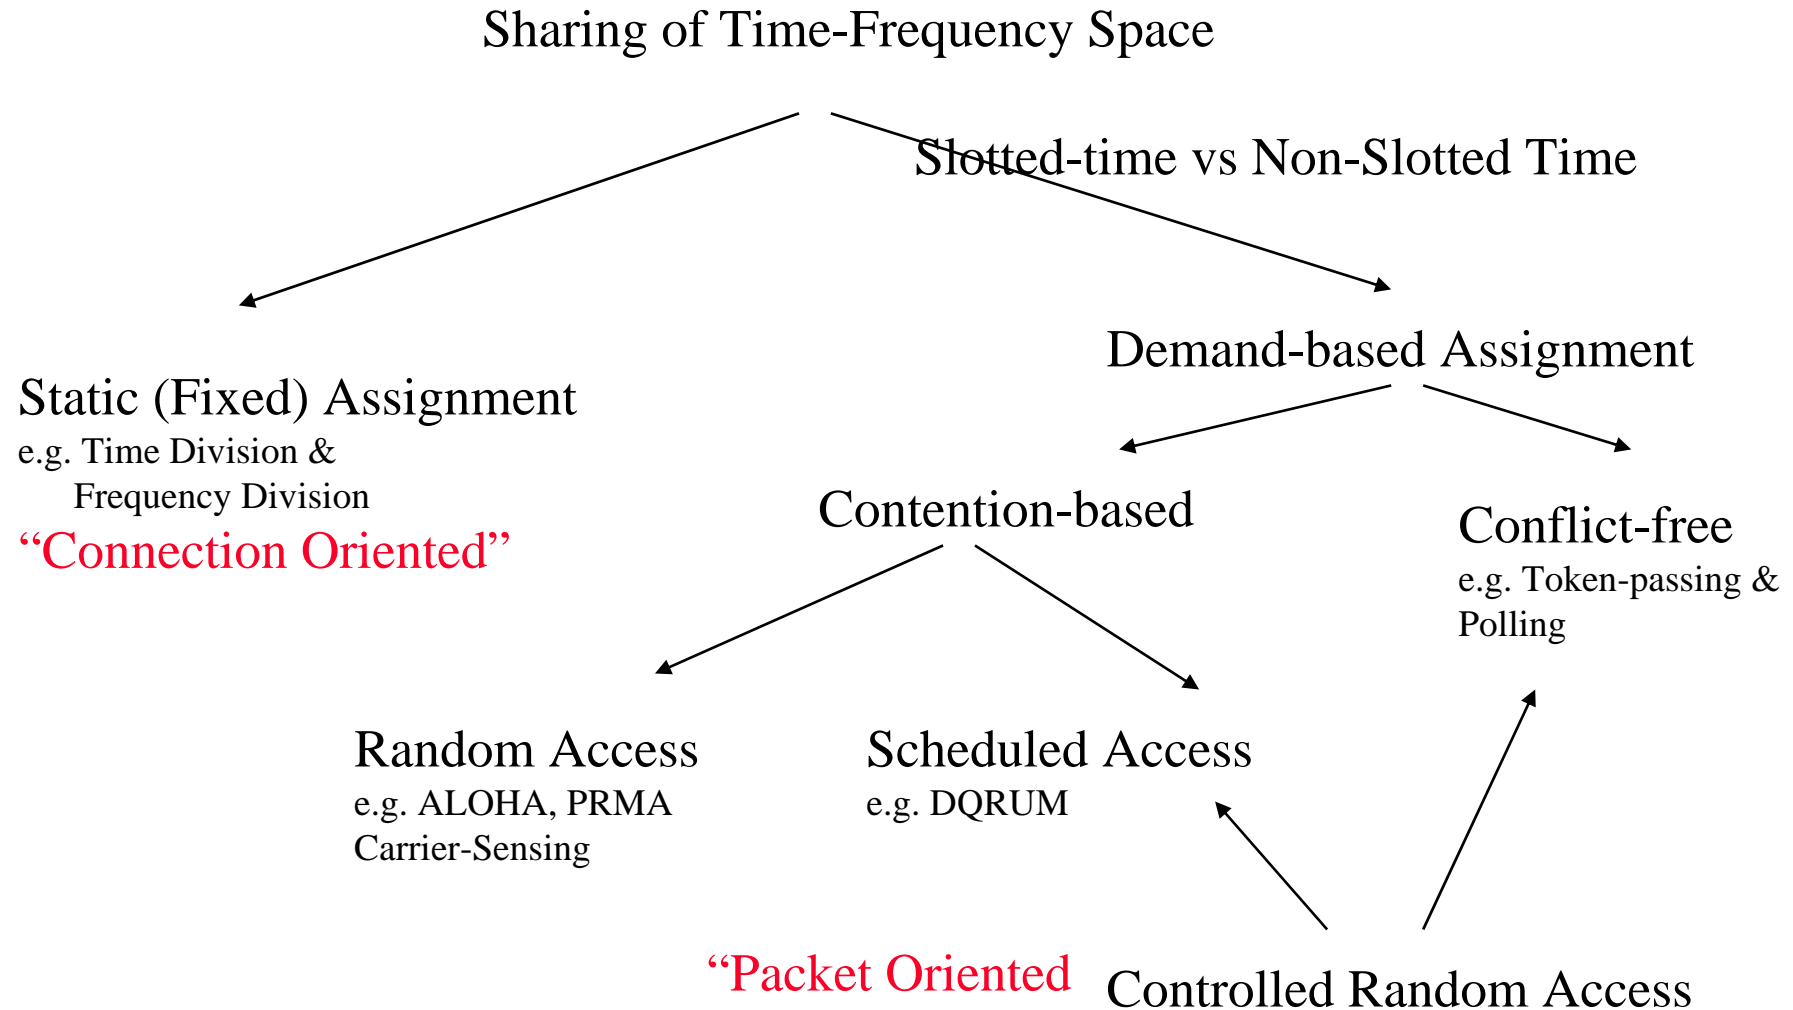 Sharing of Time-Frequency Space
Slotted-time vs Non-Slotted Time
Demand-based Assignment
Static (Fixed) Assignment
e.g. Time Division &
Frequency Division
“Connection Oriented”
Contention-based
Conflict-free
e.g. Token-passing &
Polling
Random Access
e.g. ALOHA, PRMA
Carrier-Sensing
Scheduled Access
e.g. DQRUM
“Packet Oriented
Controlled Random Access